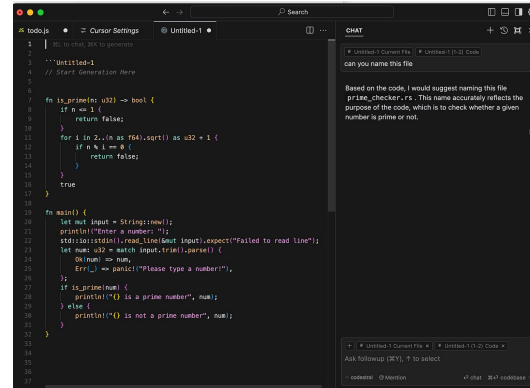 Search
todo.js
Cursor Settings
Untitled-1
CHAT
1 ⌘L to chat, ⌘K to generate
2
3 ```Untitled-1
4 // Start Generation Here
5
6
7 fn is_prime(n: u32) -> bool {
8 if n <= 1 {
9 return false;
10 }
11 for i in 2..(n as f64).sqrt() as u32 + 1 {
12 if n % i == 0 {
13 return false;
14 }
15 }
16 true
17 }
18
19 fn main() {
20 let mut input = String::new();
21 println!("Enter a number: ");
22 std::io::stdin().read_line(&mut input).expect("Failed to read line");
23 let num: u32 = match input.trim().parse() {
24 Ok(num) => num,
25 Err(_) => panic!("Please type a number!"),
26 };
27 if is_prime(num) {
28 println!("{} is a prime number", num);
29 } else {
30 println!("{} is not a prime number", num);
31 }
32 }
33
34
35
36
37
Untitled-1 Current File Untitled-1 (1-2) Code
can you name this file
Based on the code, I would suggest naming this file
prime_checker.rs . This name accurately reflects the
purpose of the code, which is to check whether a given
number is prime or not.
+ Untitled-1 Current File × Untitled-1 (1-2) Code ×
Ask followup (⌘Y), ↑ to select
codestral @ Mention ⏎ chat ⌘⏎ codebase